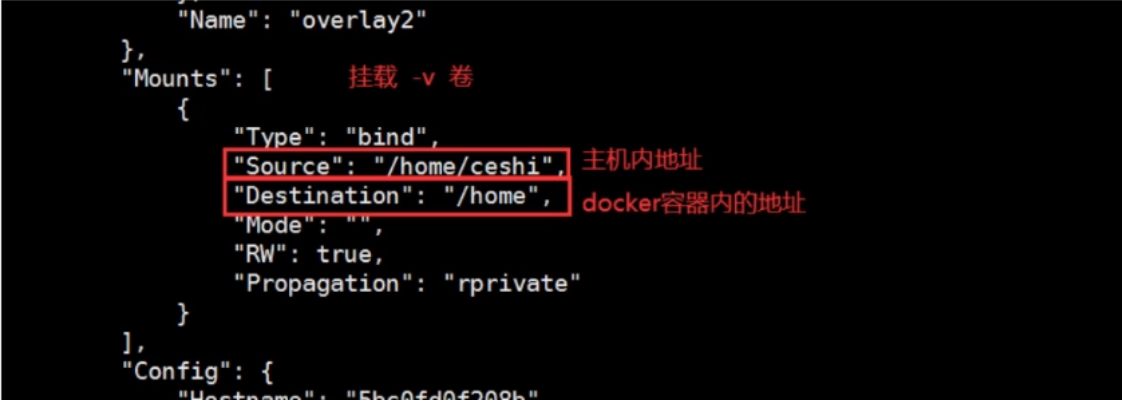 "Name": "overlay2"
},
"Mounts": [ 挂载 -v 卷
{
"Type": "bind",
"Source": "/home/ceshi", 主机内地址
"Destination": "/home", docker容器内的地址
"Mode": "",
"RW": true,
"Propagation": "rprivate"
}
],
"Config": {
"Hostname": "5bc0fd0f208b",